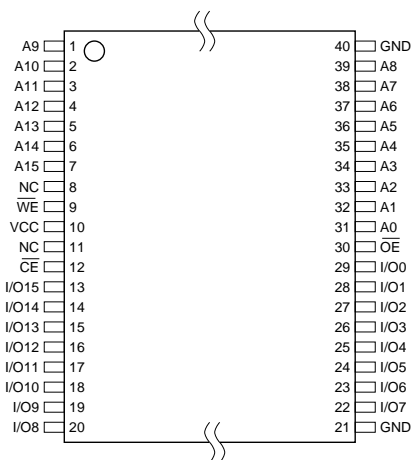 A9 1 40 GND
A10 2 39 A8
A11 3 38 A7
A12 4 37 A6
A13 5 36 A5
A14 6 35 A4
A15 7 34 A3
NC 8 33 A2
W̅E̅ 9 32 A1
VCC 10 31 A0
NC 11 30 O̅E̅
C̅E̅ 12 29 I/O0
I/O15 13 28 I/O1
I/O14 14 27 I/O2
I/O13 15 26 I/O3
I/O12 16 25 I/O4
I/O11 17 24 I/O5
I/O10 18 23 I/O6
I/O9 19 22 I/O7
I/O8 20 21 GND